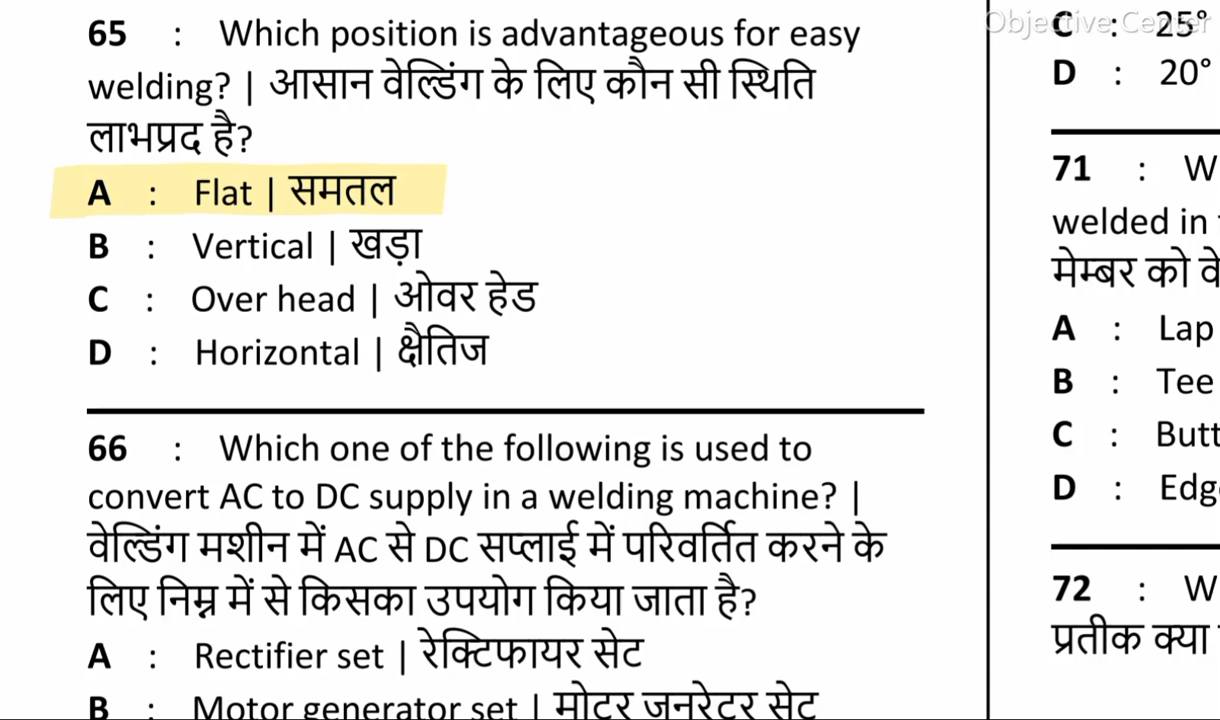 65 : Which position is advantageous for easy
welding? | आसान वेल्डिंग के लिए कौन सी स्थिति
लाभप्रद है?
A : Flat | समतल
B : Vertical | खड़ा
C : Over head | ओवर हेड
D : Horizontal | क्षैतिज
66 : Which one of the following is used to
convert AC to DC supply in a welding machine? |
वेल्डिंग मशीन में AC से DC सप्लाई में परिवर्तित करने के
लिए निम्न में से किसका उपयोग किया जाता है?
A : Rectifier set | रेक्टिफायर सेट
B : Motor generator set | मोटर जनरेटर सेट
Objective Center
C : 25°
D : 20°
71 : W
welded in
मेम्बर को वे
A : Lap
B : Tee
C : Butt
D : Edg
72 : W
प्रतीक क्या